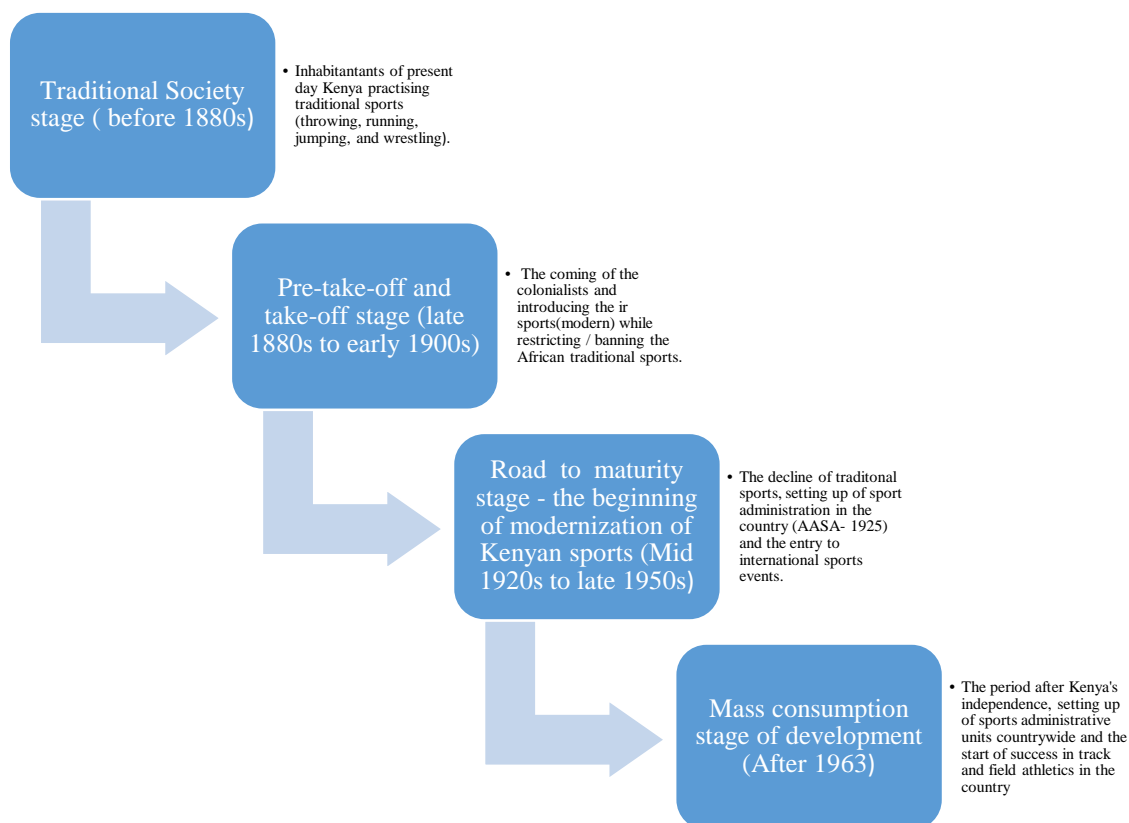 Traditional Society
stage ( before 1880s)
• Inhabitantants of present
day Kenya practising
traditional sports
(throwing, running,
jumping, and wrestling).
Pre-take-off and
take-off stage (late
1880s to early 1900s)
• The coming of the
colonialists and
introducing the ir
sports(modern) while
restricting / banning the
African traditional sports.
Road to maturity
stage - the beginning
of modernization of
Kenyan sports (Mid
1920s to late 1950s)
• The decline of traditonal
sports, setting up of sport
administration in the
country (AASA- 1925)
and the entry to
international sports
events.
Mass consumption
stage of development
(After 1963)
• The period after Kenya's
independence, setting up
of sports administrative
units countrywide and the
start of success in track
and field athletics in the
country